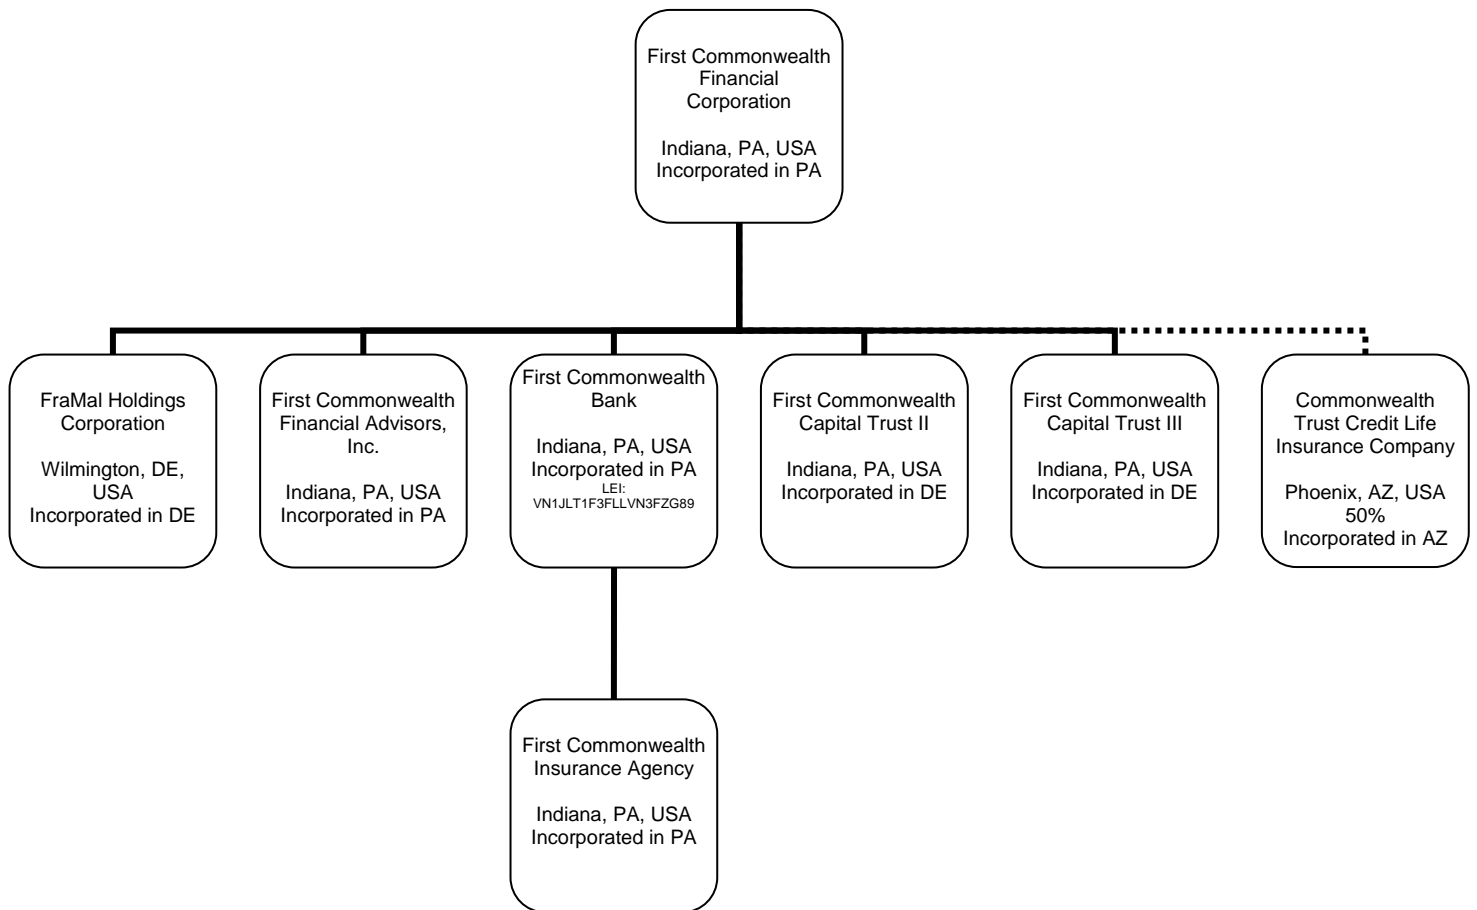 First Commonwealth
Financial
Corporation
Indiana, PA, USA
Incorporated in PA
FraMal Holdings
Corporation
Wilmington, DE,
USA
Incorporated in DE
First Commonwealth
Financial Advisors,
Inc.
Indiana, PA, USA
Incorporated in PA
First Commonwealth
Bank
Indiana, PA, USA
Incorporated in PA
LEI:
VN1JLT1F3FLLVN3FZG89
First Commonwealth
Capital Trust II
Indiana, PA, USA
Incorporated in DE
First Commonwealth
Capital Trust III
Indiana, PA, USA
Incorporated in DE
Commonwealth
Trust Credit Life
Insurance Company
Phoenix, AZ, USA
50%
Incorporated in AZ
First Commonwealth
Insurance Agency
Indiana, PA, USA
Incorporated in PA